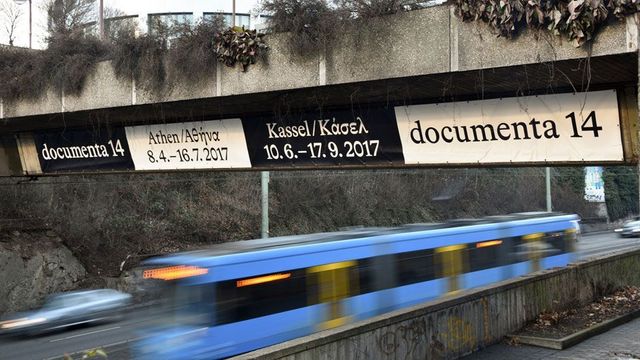 documenta 14
Athen/Αθήνα
8.4.–16.7.2017
Kassel/Κάσελ
10.6.–17.9.2017
documenta 14